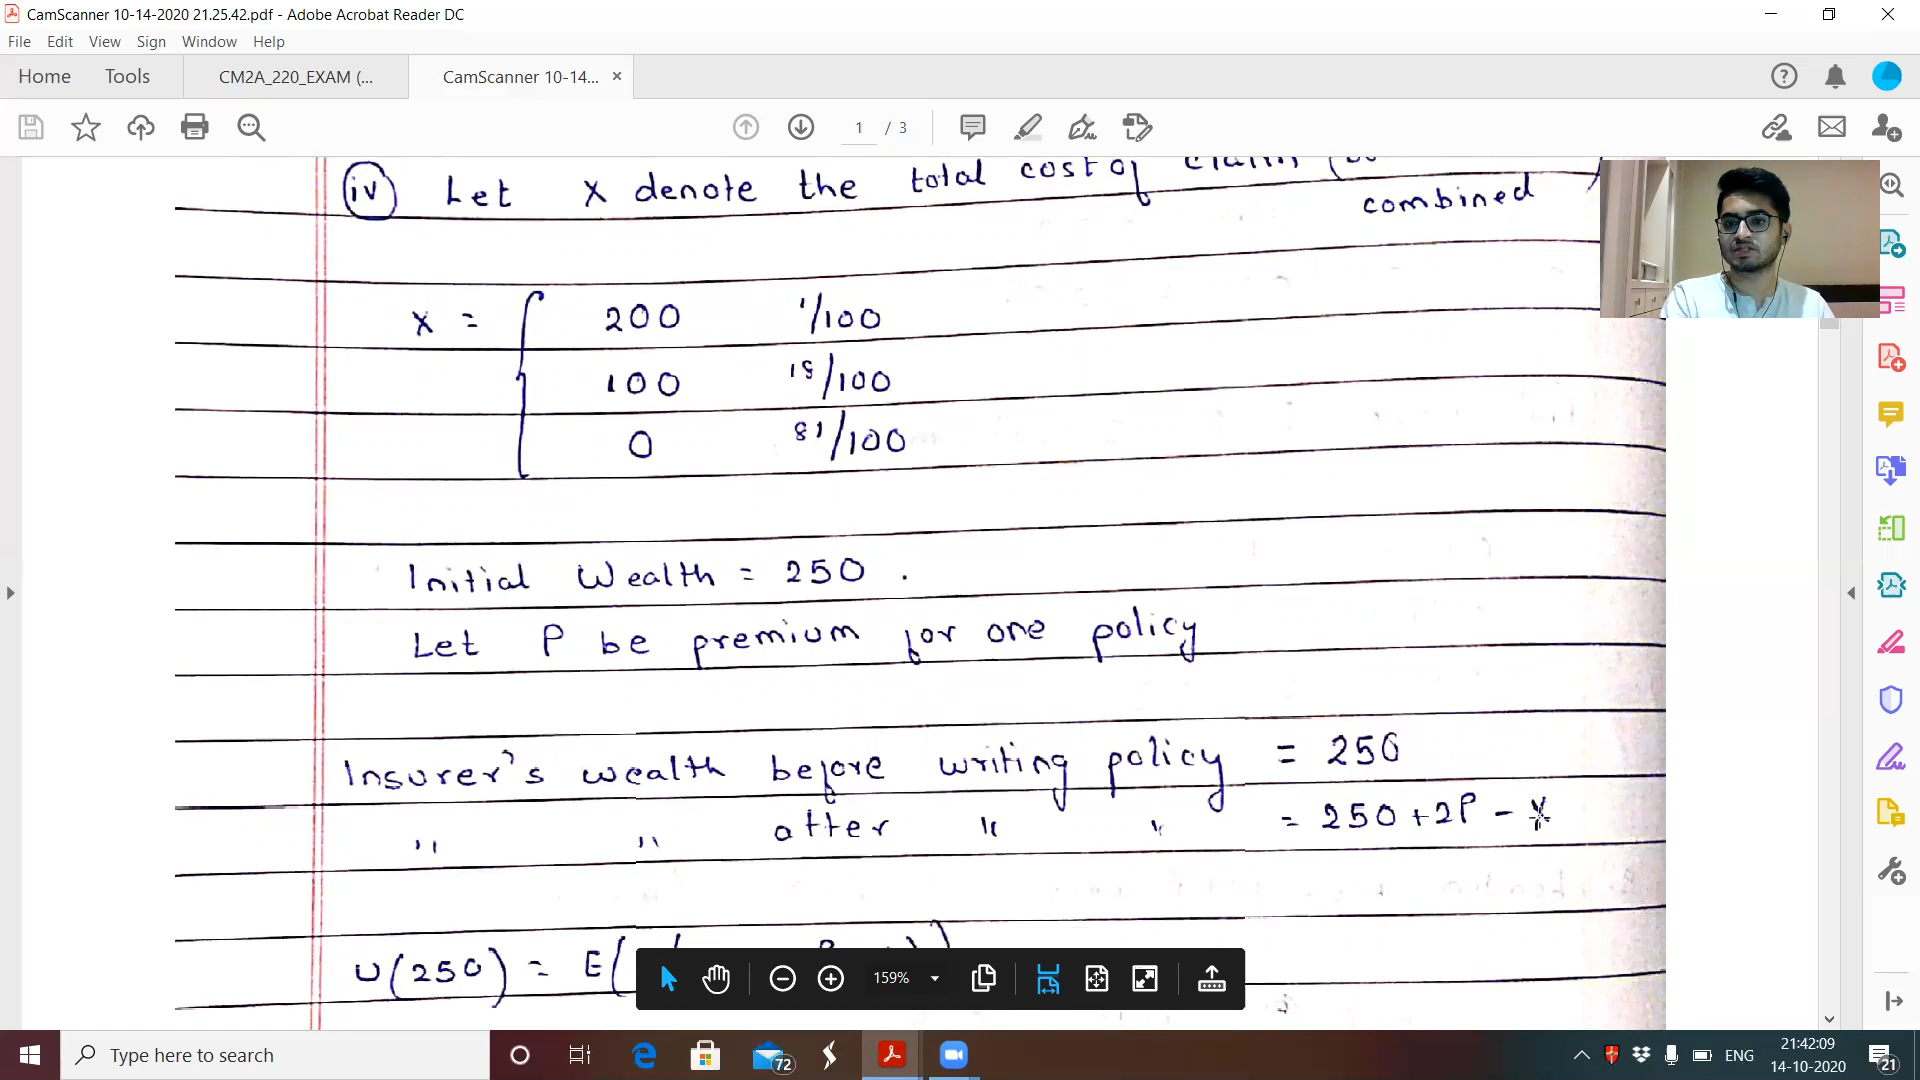 CamScanner 10-14-2020 21.25.42.pdf - Adobe Acrobat Reader DC
File Edit View Sign Window Help
Home Tools CM2A_220_EXAM (... CamScanner 10-14... ×
1 / 3
iv Let X denote the total cost of claim
combined
X = 200 1/100
100 18/100
0 81/100
Initial Wealth = 250 .
Let P be premium for one policy
Insurer's wealth before writing policy = 250
" " after " " = 250 + 2P - X
U(250) = E(
159%
Type here to search
72
ENG
21:42:09
14-10-2020
21